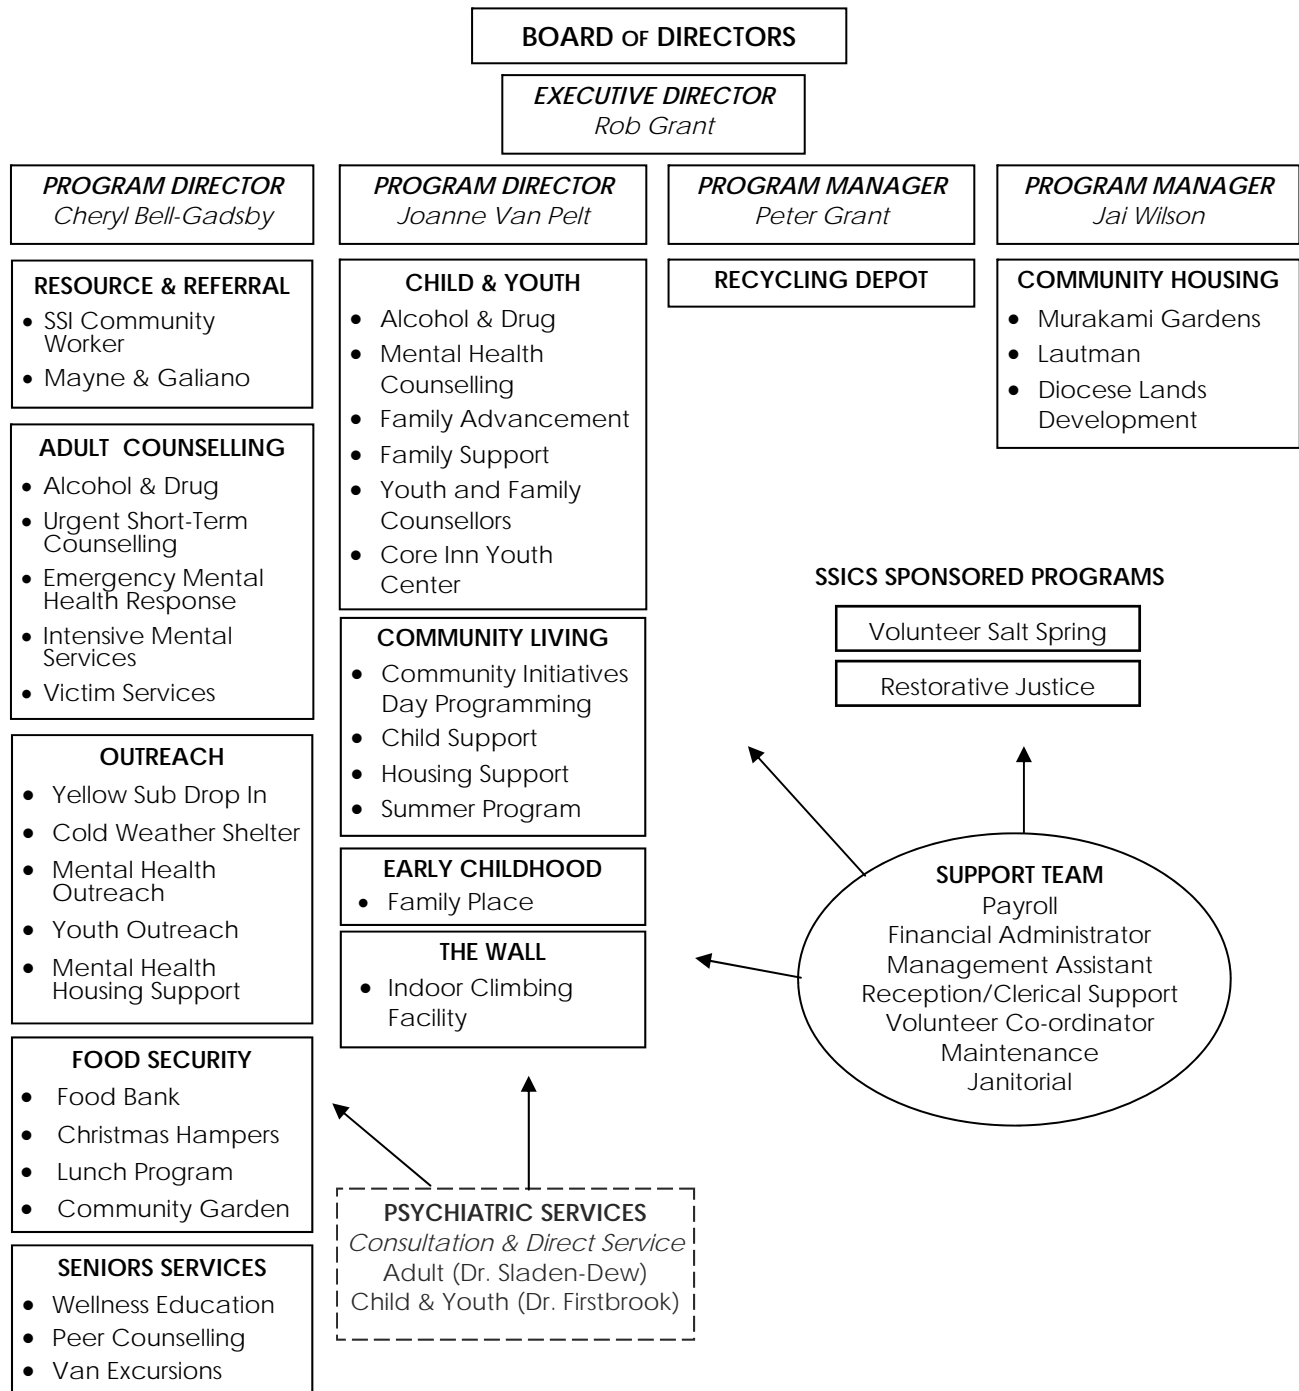 BOARD OF DIRECTORS
EXECUTIVE DIRECTOR
Rob Grant
PROGRAM DIRECTOR
Cheryl Bell-Gadsby
RESOURCE & REFERRAL
• SSI Community
Worker
• Mayne & Galiano
ADULT COUNSELLING
• Alcohol & Drug
• Urgent Short-Term
Counselling
• Emergency Mental
Health Response
• Intensive Mental
Services
• Victim Services
OUTREACH
• Yellow Sub Drop In
• Cold Weather Shelter
• Mental Health
Outreach
• Youth Outreach
• Mental Health
Housing Support
FOOD SECURITY
• Food Bank
• Christmas Hampers
• Lunch Program
• Community Garden
SENIORS SERVICES
• Wellness Education
• Peer Counselling
• Van Excursions
PROGRAM DIRECTOR
Joanne Van Pelt
CHILD & YOUTH
• Alcohol & Drug
• Mental Health
Counselling
• Family Advancement
• Family Support
• Youth and Family
Counsellors
• Core Inn Youth
Center
COMMUNITY LIVING
• Community Initiatives
Day Programming
• Child Support
• Housing Support
• Summer Program
EARLY CHILDHOOD
• Family Place
THE WALL
• Indoor Climbing
Facility
PSYCHIATRIC SERVICES
Consultation & Direct Service
Adult (Dr. Sladen-Dew)
Child & Youth (Dr. Firstbrook)
PROGRAM MANAGER
Peter Grant
RECYCLING DEPOT
PROGRAM MANAGER
Jai Wilson
COMMUNITY HOUSING
• Murakami Gardens
• Lautman
• Diocese Lands
Development
SSICS SPONSORED PROGRAMS
Volunteer Salt Spring
Restorative Justice
SUPPORT TEAM
Payroll
Financial Administrator
Management Assistant
Reception/Clerical Support
Volunteer Co-ordinator
Maintenance
Janitorial